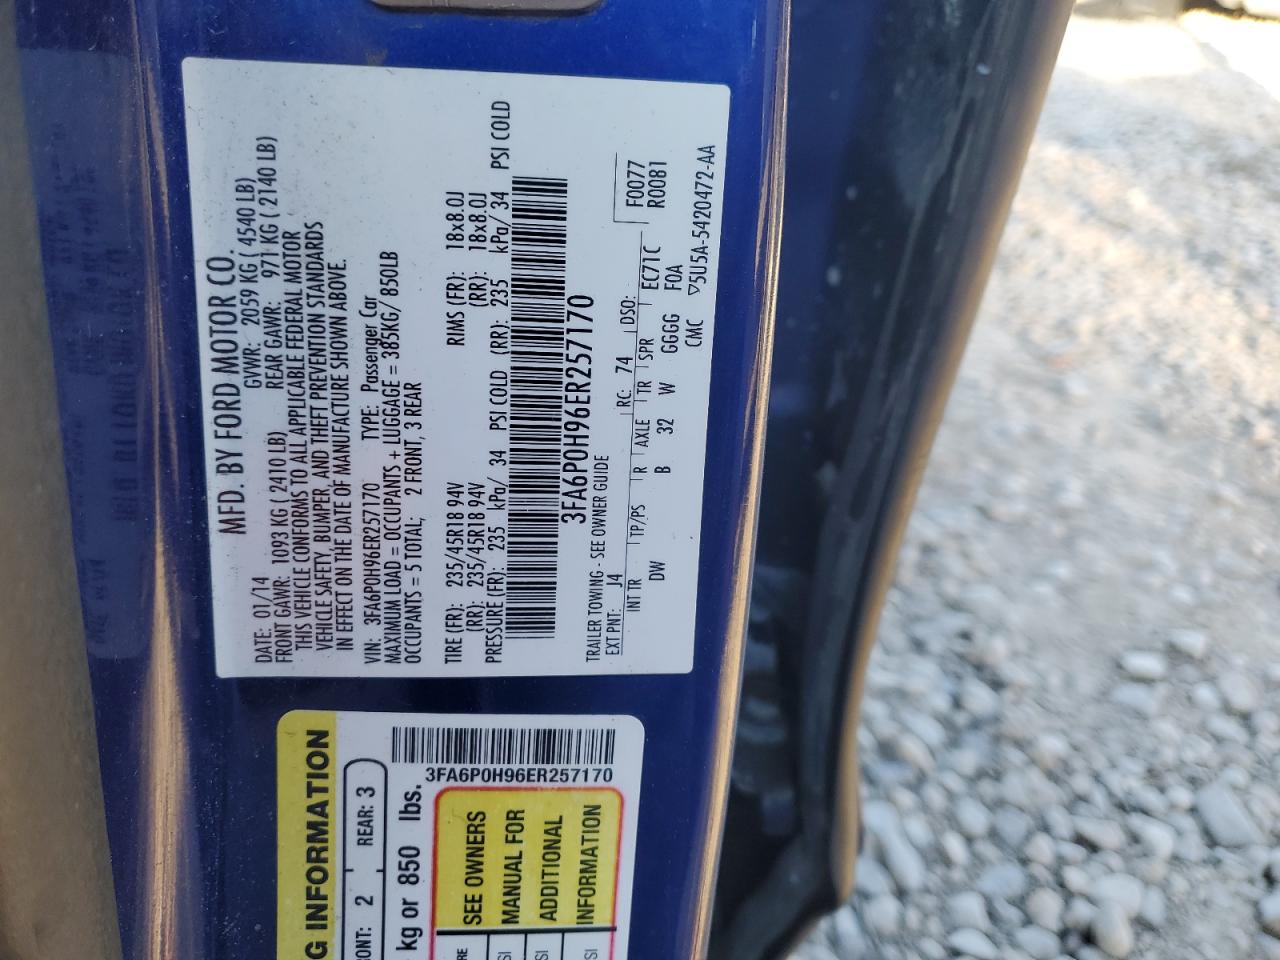 MFD. BY FORD MOTOR CO.
DATE: 01/14 GVWR: 2059 KG ( 4540 LB)
FRONT GAWR: 1093 KG ( 2410 LB) REAR GAWR: 971 KG ( 2140 LB)
THIS VEHICLE CONFORMS TO ALL APPLICABLE FEDERAL MOTOR
VEHICLE SAFETY, BUMPER, AND THEFT PREVENTION STANDARDS
IN EFFECT ON THE DATE OF MANUFACTURE SHOWN ABOVE.
VIN: 3FA6P0H96ER257170 TYPE: Passenger Car
MAXIMUM LOAD = OCCUPANTS + LUGGAGE = 385KG/ 850LB
OCCUPANTS = 5 TOTAL; 2 FRONT, 3 REAR
TIRE (FR): 235/45R18 94V RIMS (FR): 18x8.0J
(RR): 235/45R18 94V (RR): 18x8.0J
PRESSURE (FR): 235 kPa/ 34 PSI COLD (RR): 235 kPa/ 34 PSI COLD
3FA6P0H96ER257170
TRAILER TOWING - SEE OWNER GUIDE F0077
EXT PNT: J4 RC: 74 DSO: R0081
INT TR TP/PS R AXLE TR SPR EC71C
DW B 32 W GGGG F0A
CMC ▽5U5A-5420472-AA
G INFORMATION
RONT: 2 REAR: 3
kg or 850 lbs.
3FA6P0H96ER257170
SEE OWNERS
MANUAL FOR
ADDITIONAL
INFORMATION
RE
SI
SI
SI